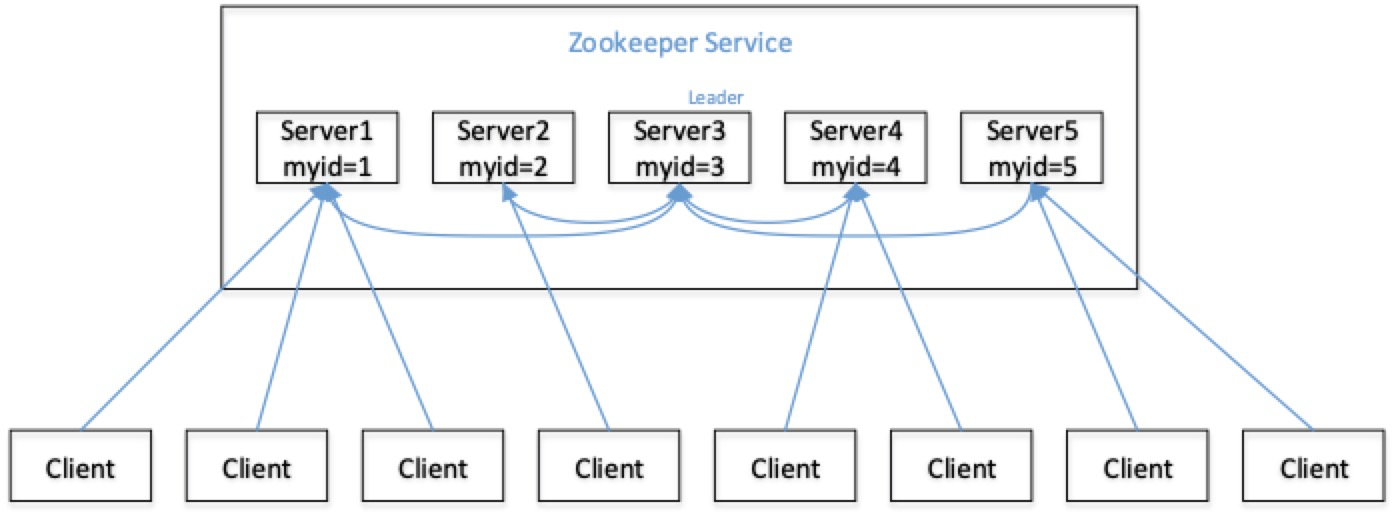 Zookeeper Service
Leader
Server1
myid=1
Server2
myid=2
Server3
myid=3
Server4
myid=4
Server5
myid=5
Client
Client
Client
Client
Client
Client
Client
Client